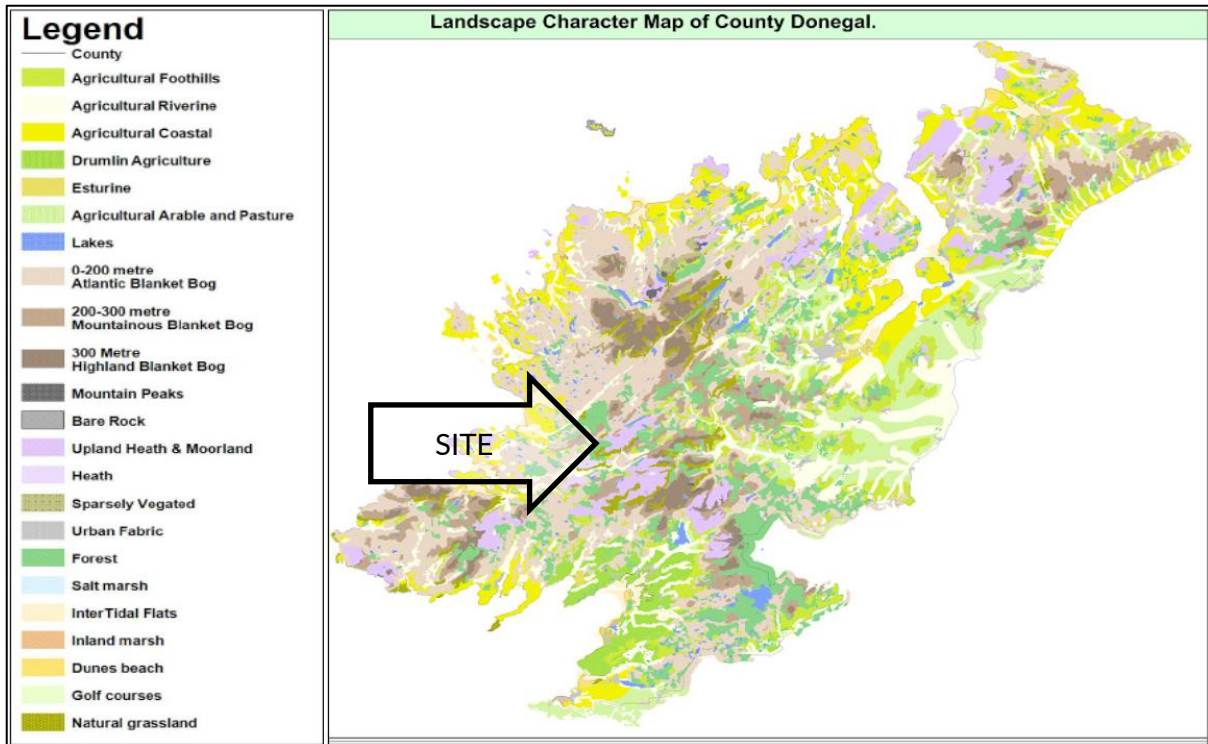 Legend
County
Agricultural Foothills
Agricultural Riverine
Agricultural Coastal
Drumlin Agriculture
Esturine
Agricultural Arable and Pasture
Lakes
0-200 metre
Atlantic Blanket Bog
200-300 metre
Mountainous Blanket Bog
300 Metre
Highland Blanket Bog
Mountain Peaks
Bare Rock
Upland Heath & Moorland
Heath
Sparsely Vegated
Urban Fabric
Forest
Salt marsh
InterTidal Flats
Inland marsh
Dunes beach
Golf courses
Natural grassland
Landscape Character Map of County Donegal.
SITE